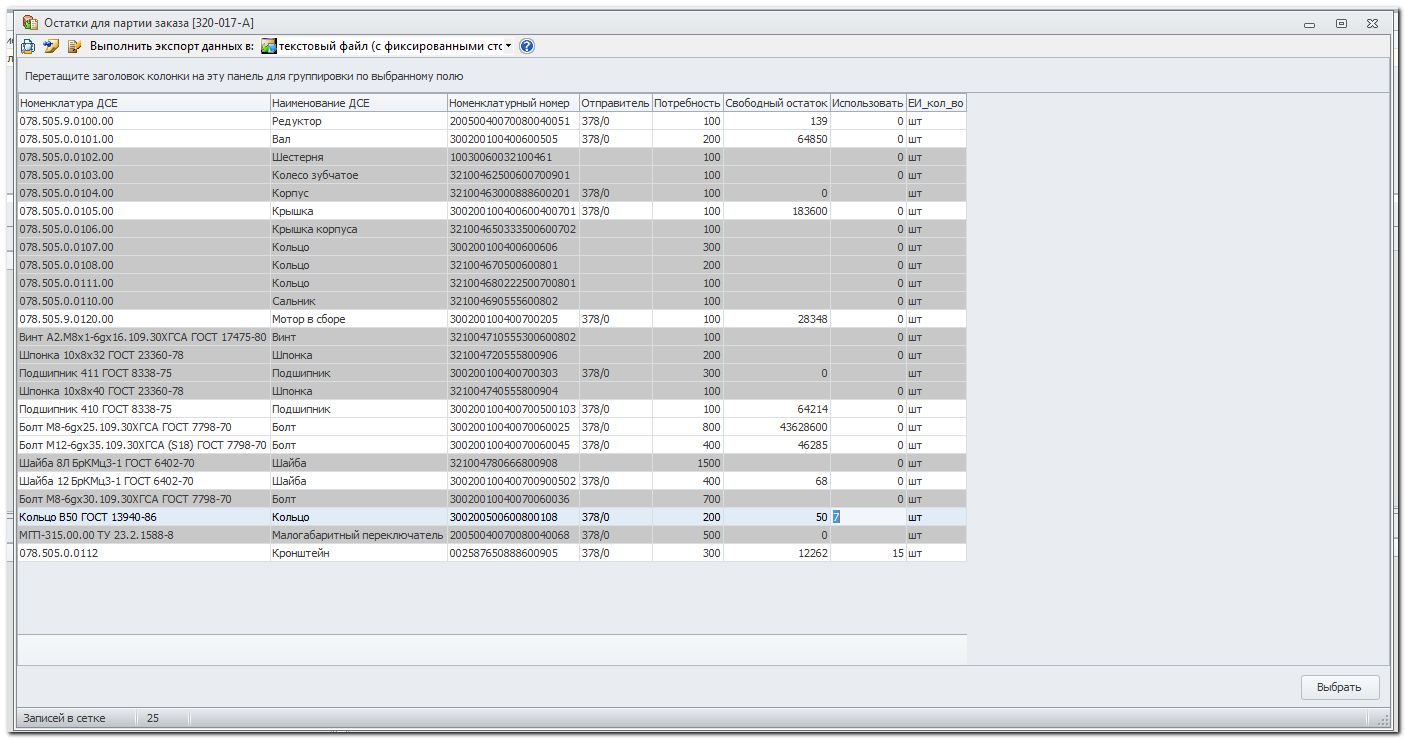 Остатки для партии заказа [320-017-А]
Выполнить экспорт данных в: текстовый файл (с фиксированными стс
Перетащите заголовок колонки на эту панель для группировки по выбранному полю
Номенклатура ДСЕ Наименование ДСЕ Номенклатурный номер Отправитель Потребность Свободный остаток Использовать ЕИ_кол_во
078.505.9.0100.00 Редуктор 20050040070080040051 378/0 100 139 0 шт
078.505.0.0101.00 Вал 300200100400600505 378/0 200 64850 0 шт
078.505.0.0102.00 Шестерня 10030060032100461 100 0 шт
078.505.0.0103.00 Колесо зубчатое 32100462500600700901 100 0 шт
078.505.0.0104.00 Корпус 32100463000888600201 378/0 100 0 шт
078.505.0.0105.00 Крышка 300200100400600400701 378/0 100 183600 0 шт
078.505.0.0106.00 Крышка корпуса 321004650333500600702 100 0 шт
078.505.0.0107.00 Кольцо 300200100400600606 300 0 шт
078.505.0.0108.00 Кольцо 321004670500600801 200 0 шт
078.505.0.0111.00 Кольцо 321004680222500700801 100 0 шт
078.505.0.0110.00 Сальник 321004690555600802 100 0 шт
078.505.9.0120.00 Мотор в сборе 300200100400700205 378/0 100 28348 0 шт
Винт А2.М8х1-6gх16.109.30ХГСА ГОСТ 17475-80 Винт 321004710555300600802 100 0 шт
Шпонка 10х8х32 ГОСТ 23360-78 Шпонка 321004720555800906 200 0 шт
Подшипник 411 ГОСТ 8338-75 Подшипник 300200100400700303 378/0 300 0 шт
Шпонка 10х8х40 ГОСТ 23360-78 Шпонка 321004740555800904 100 0 шт
Подшипник 410 ГОСТ 8338-75 Подшипник 300200100400700500103 378/0 100 64214 0 шт
Болт М8-6gх25.109.30ХГСА ГОСТ 7798-70 Болт 30020010040070060025 378/0 800 43628600 0 шт
Болт М12-6gх35.109.30ХГСА (S18) ГОСТ 7798-70 Болт 30020010040070060045 378/0 400 46285 0 шт
Шайба 8Л БрКМц3-1 ГОСТ 6402-70 Шайба 321004780666800908 1500 0 шт
Шайба 12 БрКМц3-1 ГОСТ 6402-70 Шайба 300200100400700900502 378/0 400 68 0 шт
Болт М8-6gх30.109.30ХГСА ГОСТ 7798-70 Болт 30020010040070060036 700 0 шт
Кольцо В50 ГОСТ 13940-86 Кольцо 300200500600800108 378/0 200 50 7 шт
МГП-315.00.00 ТУ 23.2.1588-8 Малогабаритный переключатель 20050040070080040068 378/0 500 0 шт
078.505.0.0112 Кронштейн 002587650888600905 378/0 300 12262 15 шт
Выбрать
Записей в сетке 25